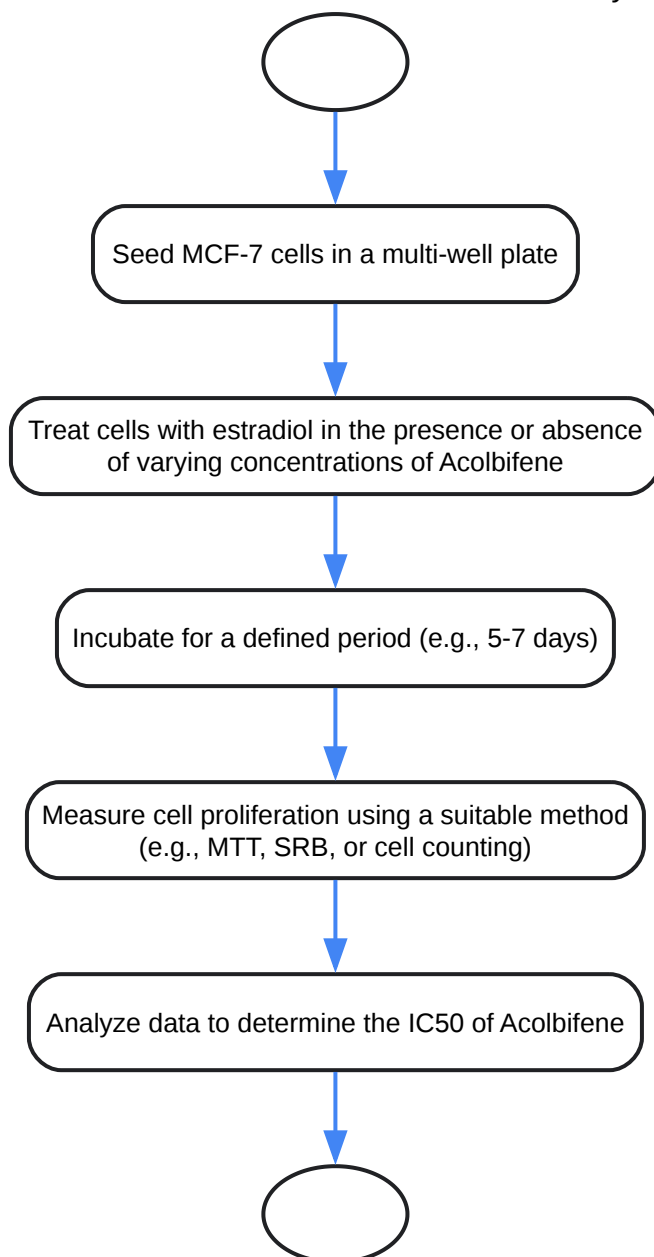 Seed MCF-7 cells in a multi-well plate
Treat cells with estradiol in the presence or absence
of varying concentrations of Acolbifene
Incubate for a defined period (e.g., 5-7 days)
Measure cell proliferation using a suitable method
(e.g., MTT, SRB, or cell counting)
Analyze data to determine the IC50 of Acolbifene